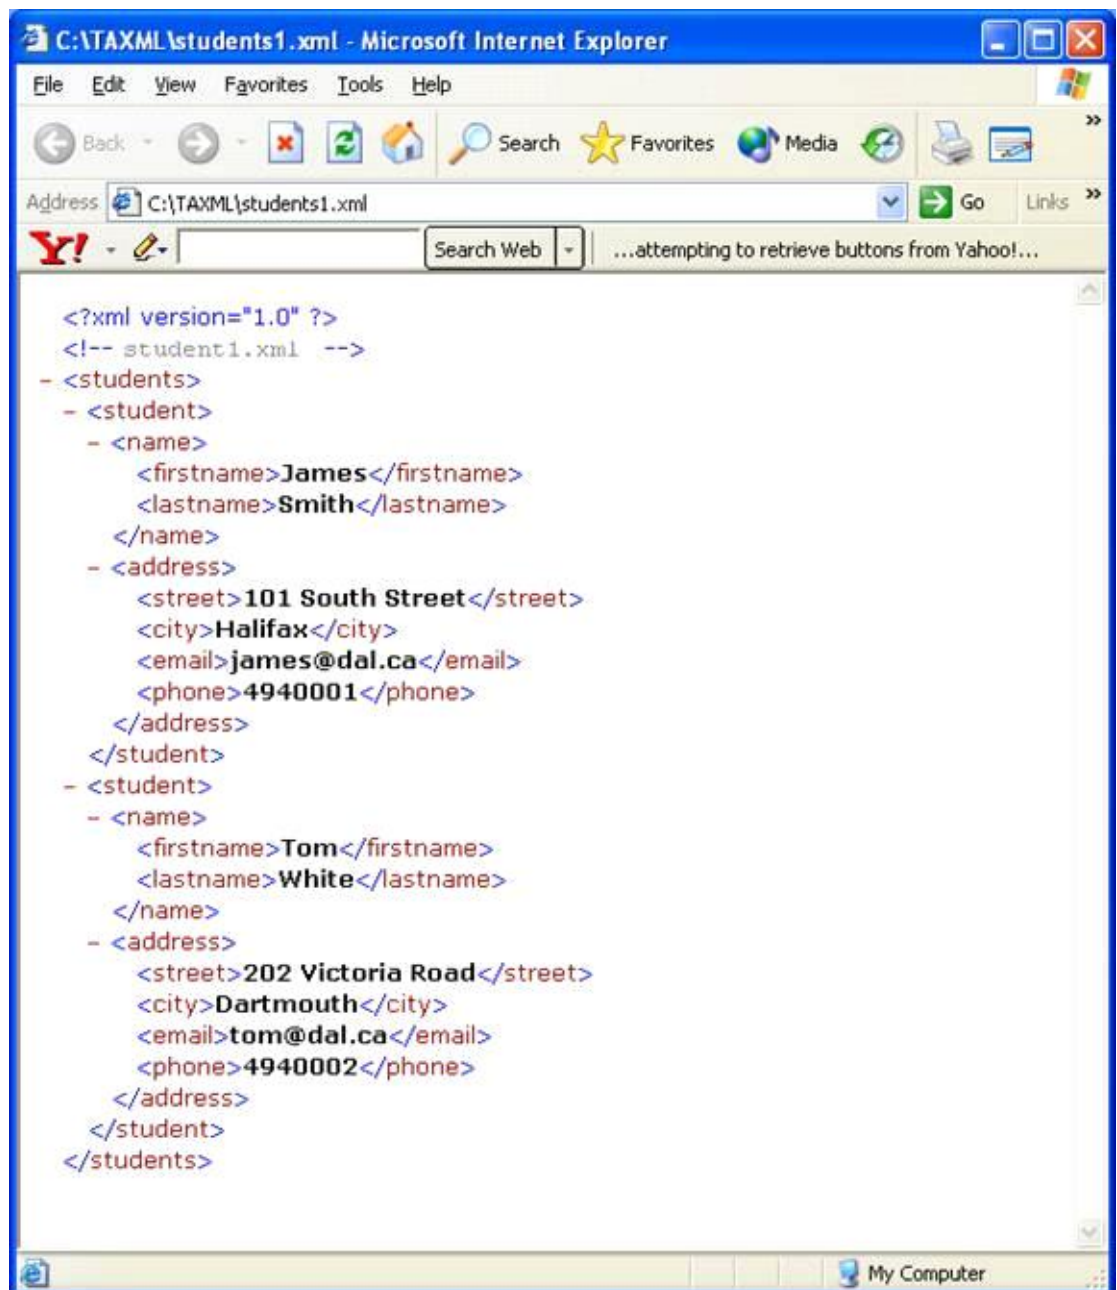 C:\TAXML\students1.xml - Microsoft Internet Explorer
File Edit View Favorites Tools Help
Back Search Favorites Media »
Address C:\TAXML\students1.xml Go Links »
Y! Search Web ...attempting to retrieve buttons from Yahoo!...
<?xml version="1.0" ?>
<!-- student1.xml -->
- <students>
- <student>
- <name>
<firstname>James</firstname>
<lastname>Smith</lastname>
</name>
- <address>
<street>101 South Street</street>
<city>Halifax</city>
<email>james@dal.ca</email>
<phone>4940001</phone>
</address>
</student>
- <student>
- <name>
<firstname>Tom</firstname>
<lastname>White</lastname>
</name>
- <address>
<street>202 Victoria Road</street>
<city>Dartmouth</city>
<email>tom@dal.ca</email>
<phone>4940002</phone>
</address>
</student>
</students>
My Computer